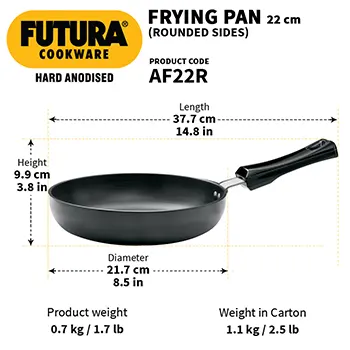 FUTURA®
COOKWARE
HARD ANODISED
FRYING PAN 22 cm
(ROUNDED SIDES)
PRODUCT CODE
AF22R
Length
37.7 cm
14.8 in
Height
9.9 cm
3.8 in
Diameter
21.7 cm
8.5 in
Product weight
0.7 kg / 1.7 lb
Weight in Carton
1.1 kg / 2.5 lb